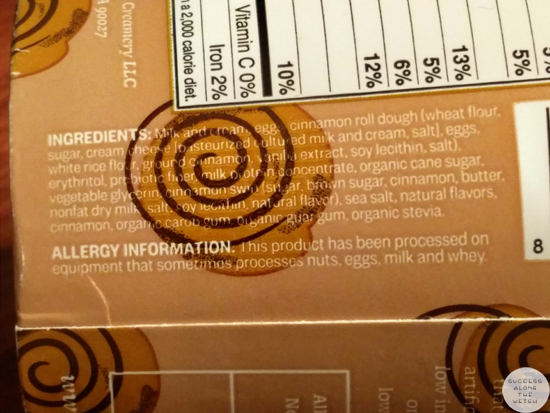 Creamery LLC
A 90027
n a 2,000 calorie diet.
Vitamin C 0%
Iron 2%
10%
12%
6%
5%
13%
5%
INGREDIENTS: Milk and cream, eggs, cinnamon roll dough (wheat flour,
sugar, cream cheese [pasteurized cultured milk and cream, salt], eggs,
white rice flour, ground cinnamon, vanilla extract, soy lecithin, salt),
erythritol, prebiotic fiber, milk protein concentrate, organic cane sugar,
vegetable glycerin, cinnamon swirl (sugar, brown sugar, cinnamon, butter,
nonfat dry milk, salt, soy lecithin, natural flavor), sea salt, natural flavors,
cinnamon, organic carob gum, organic guar gum, organic stevia.
ALLERGY INFORMATION: This product has been processed on
equipment that sometimes processes nuts, eggs, milk and whey.
8
low i
artif
SUCCESS
ALONG
THE
WEIGH